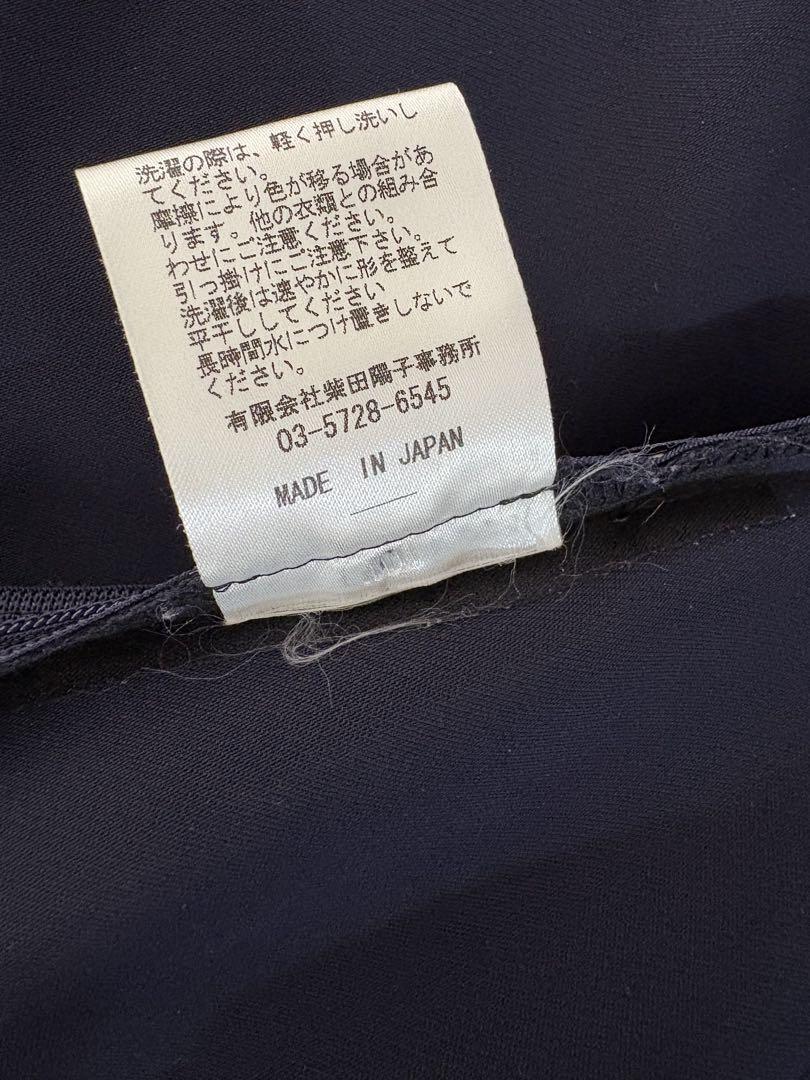 洗濯の際は、軽く押し洗いし
てください。
摩擦により色が移る場合があ
ります。他の衣類との組み合
わせにご注意ください。
引っ掛けにご注意下さい。
洗濯後は速やかに形を整えて
平干ししてください
長時間水につけ置きしないで
ください。
有限会社柴田陽子事務所
03-5728-6545
MADE IN JAPAN